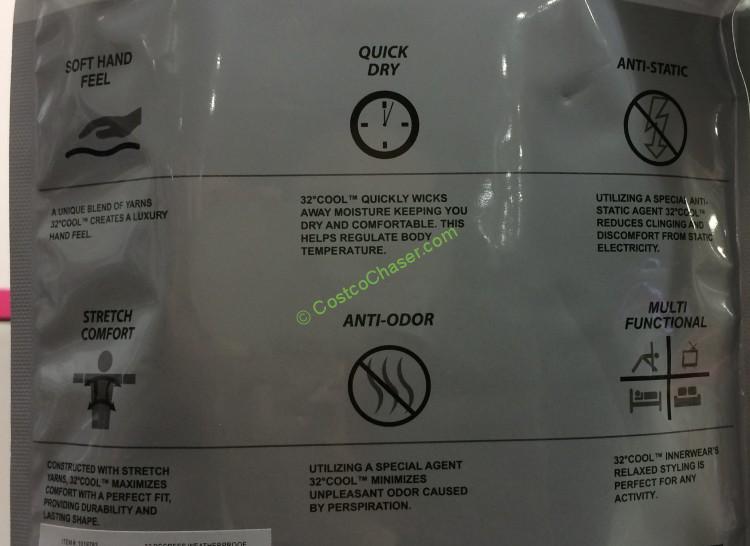 SOFT HAND
FEEL
A UNIQUE BLEND OF YARNS
32°COOL™ CREATES A LUXURY
HAND FEEL.
QUICK
DRY
32°COOL™ QUICKLY WICKS
AWAY MOISTURE KEEPING YOU
DRY AND COMFORTABLE. THIS
HELPS REGULATE BODY
TEMPERATURE.
ANTI-STATIC
UTILIZING A SPECIAL ANTI-
STATIC AGENT 32°COOL™
REDUCES CLINGING AND
DISCOMFORT FROM STATIC
ELECTRICITY.
© CostcoChaser.com
STRETCH
COMFORT
CONSTRUCTED WITH STRETCH
YARNS, 32°COOL™ MAXIMIZES
COMFORT WITH A PERFECT FIT,
PROVIDING DURABILITY AND
LASTING SHAPE.
ANTI-ODOR
UTILIZING A SPECIAL AGENT
32°COOL™ MINIMIZES
UNPLEASANT ODOR CAUSED
BY PERSPIRATION.
MULTI
FUNCTIONAL
32°COOL™ INNERWEAR'S
RELAXED STYLING IS
PERFECT FOR ANY
ACTIVITY.
ITEM#
WEATHERPROOF